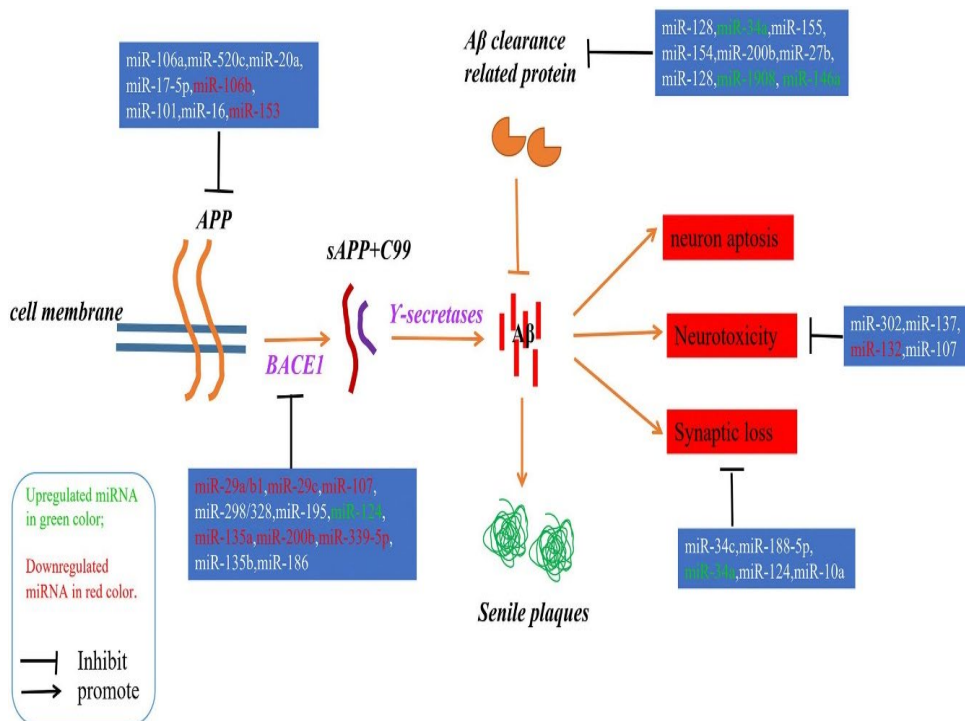 miR-106a,miR-520c,miR-20a,
miR-17-5p,miR-106b,
miR-101,miR-16,miR-153
Aβ clearance
related protein
miR-128,miR-34a,miR-155,
miR-154,miR-200b,miR-27b,
miR-128,miR-1908, miR-146a
APP
sAPP+C99
cell membrane
BACE1
Y-secretases
Aβ
neuron aptosis
Neurotoxicity
Synaptic loss
miR-302,miR-137,
miR-132,miR-107
miR-29a/b1,miR-29c,miR-107,
miR-298/328,miR-195,miR-124,
miR-135a,miR-200b,miR-339-5p,
miR-135b,miR-186
miR-34c,miR-188-5p,
miR-34a,miR-124,miR-10a
Senile plaques
Upregulated miRNA
in green color;
Downregulated
miRNA in red color.
Inhibit
promote